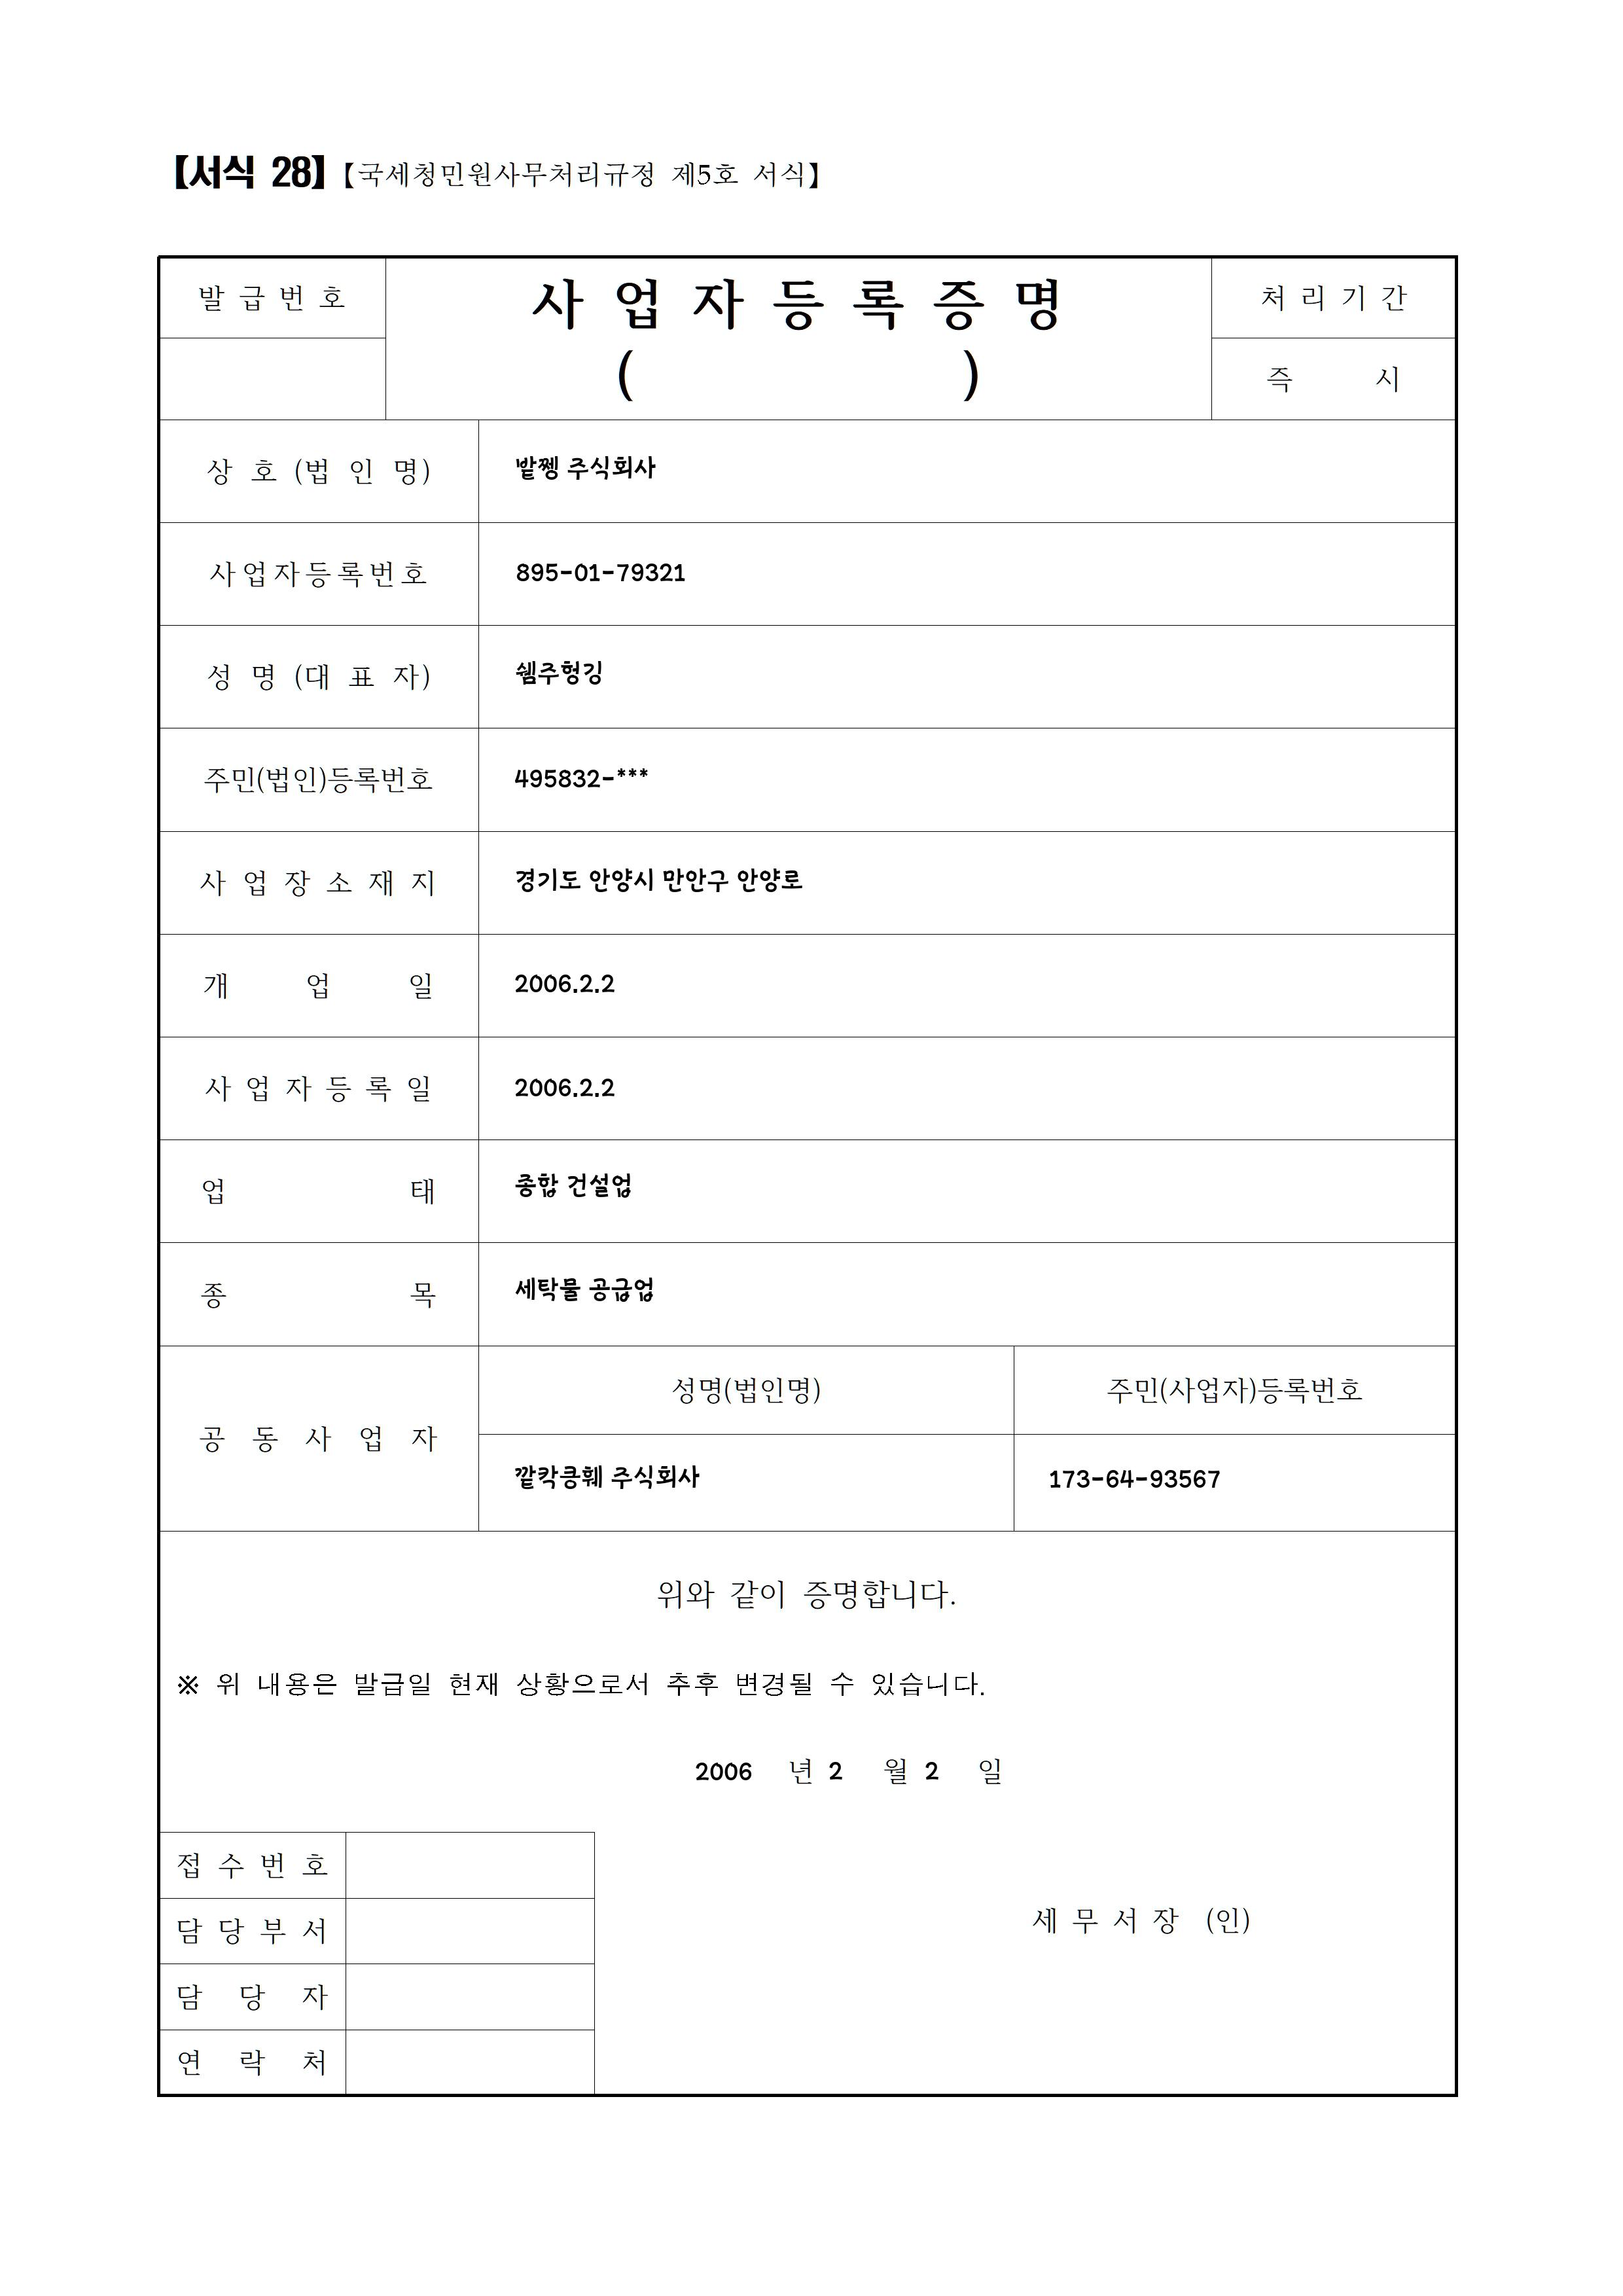 【서식 28】【국세청민원사무처리규정 제5호 서식】
발급번호
사업자등록증명
( )
처리기간
즉 시
상호(법인명) 밭쩽 주식회사
사업자등록번호 895-01-79321
성명(대표자) 쉠주헝깅
주민(법인)등록번호 495832-***
사업장소재지 경기도 안양시 만안구 안양로
개업일 2006.2.2
사업자등록일 2006.2.2
업태 종합 건설업
종목 세탁물 공급업
공동사업자
성명(법인명) 주민(사업자)등록번호
깥칵킁훼 주식회사 173-64-93567
위와 같이 증명합니다.
※ 위 내용은 발급일 현재 상황으로서 추후 변경될 수 있습니다.
2006 년 2 월 2 일
접수번호
담당부서
세무서장 (인)
담당자
연락처